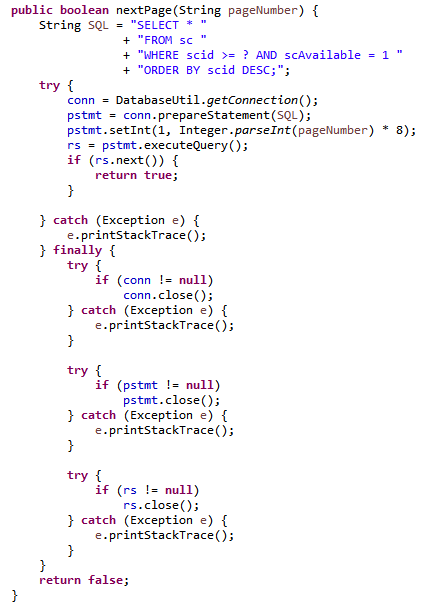 public boolean nextPage(String pageNumber) {
    String SQL = "SELECT * "
               + "FROM sc "
               + "WHERE scid >= ? AND scAvailable = 1 "
               + "ORDER BY scid DESC;";
    try {
        conn = DatabaseUtil.getConnection();
        pstmt = conn.prepareStatement(SQL);
        pstmt.setInt(1, Integer.parseInt(pageNumber) * 8);
        rs = pstmt.executeQuery();
        if (rs.next()) {
            return true;
        }

    } catch (Exception e) {
        e.printStackTrace();
    } finally {
        try {
            if (conn != null)
                conn.close();
        } catch (Exception e) {
            e.printStackTrace();
        }

        try {
            if (pstmt != null)
                pstmt.close();
        } catch (Exception e) {
            e.printStackTrace();
        }

        try {
            if (rs != null)
                rs.close();
        } catch (Exception e) {
            e.printStackTrace();
        }
    }
    return false;
}